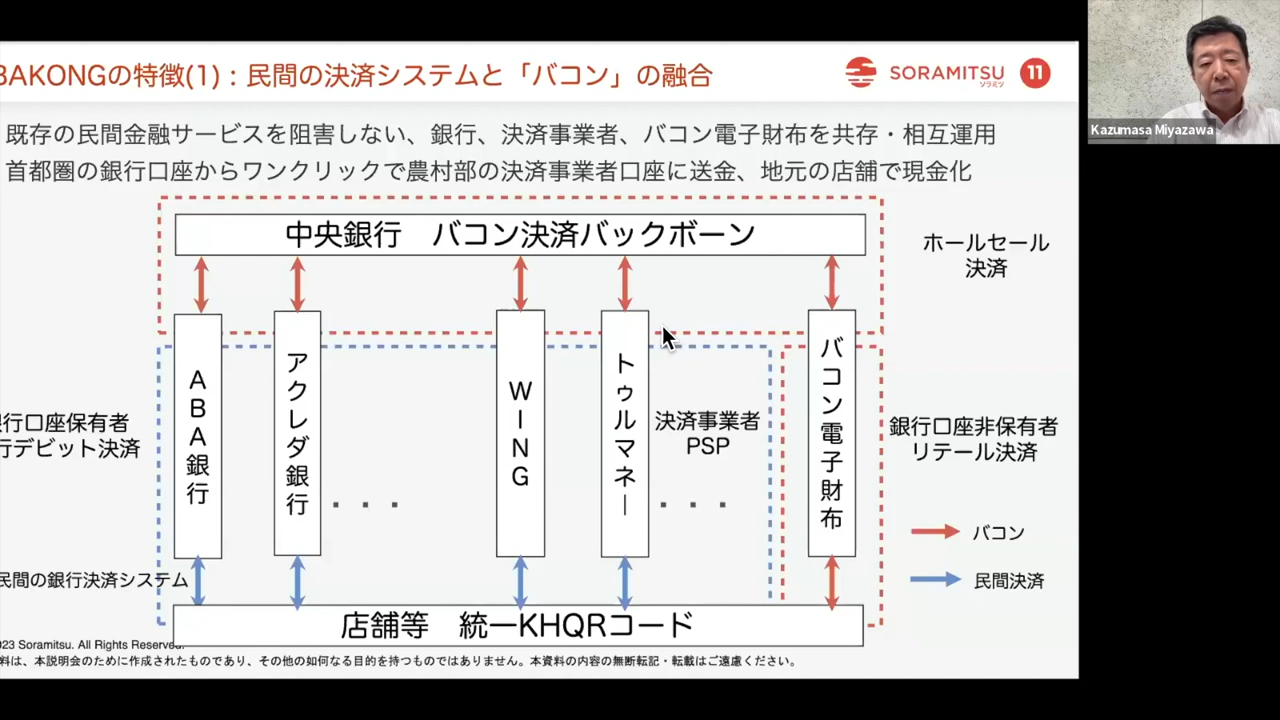 BAKONGの特徴(1)：民間の決済システムと「バコン」の融合
SORAMITSU
ソラミツ
11
Kazumasa Miyazawa
既存の民間金融サービスを阻害しない、銀行、決済事業者、バコン電子財布を共存・相互運用
首都圏の銀行口座からワンクリックで農村部の決済事業者口座に送金、地元の店舗で現金化
中央銀行　バコン決済バックボーン
ホールセール
決済
ABA銀行
アクレダ銀行
・・・
WING
トゥルマネー
決済事業者
PSP
・・・
バコン電子財布
行口座保有者
行デビット決済
銀行口座非保有者
リテール決済
バコン
民間決済
民間の銀行決済システム
店舗等　統一KHQRコード
023 Soramitsu. All Rights Reserved.
料は、本説明会のために作成されたものであり、その他の如何なる目的を持つものではありません。本資料の内容の無断転記・転載はご遠慮ください。